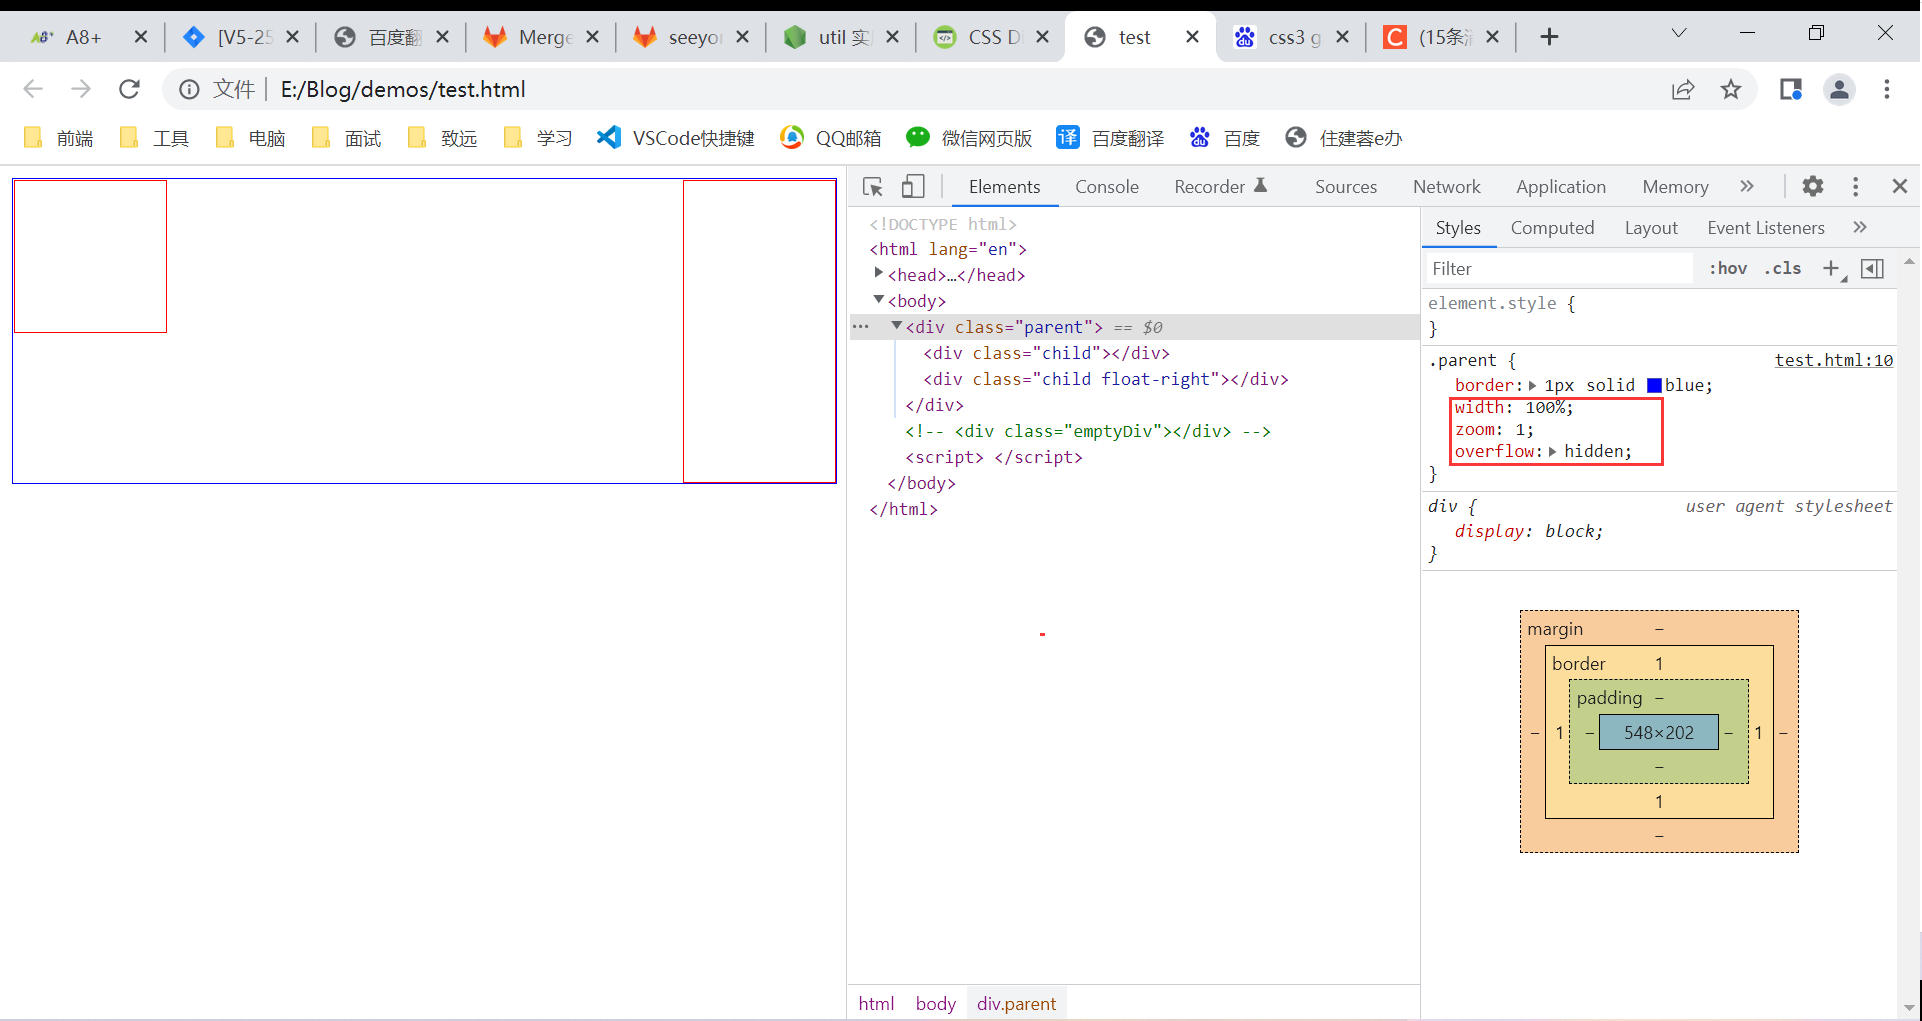 A8+
[V5-25
百度翻
Merge
seeyo
util 实
CSS D
test
css3 g
(15条消
文件
E:/Blog/demos/test.html
前端
工具
电脑
面试
致远
学习
VSCode快捷键
QQ邮箱
微信网页版
译 百度翻译
百度
住建蓉e办
Elements
Console
Recorder
Sources
Network
Application
Memory
<!DOCTYPE html>
<html lang="en">
<head>…</head>
<body>
<div class="parent"> == $0
<div class="child"></div>
<div class="child float-right"></div>
</div>
<!-- <div class="emptyDiv"></div> -->
<script> </script>
</body>
</html>
html
body
div.parent
Styles
Computed
Layout
Event Listeners
Filter
:hov
.cls
element.style {
}
.parent {
test.html:10
border: 1px solid blue;
width: 100%;
zoom: 1;
overflow: hidden;
}
div {
user agent stylesheet
display: block;
}
margin
–
border
1
padding
–
–
1
–
548×202
–
1
–
–
1
–